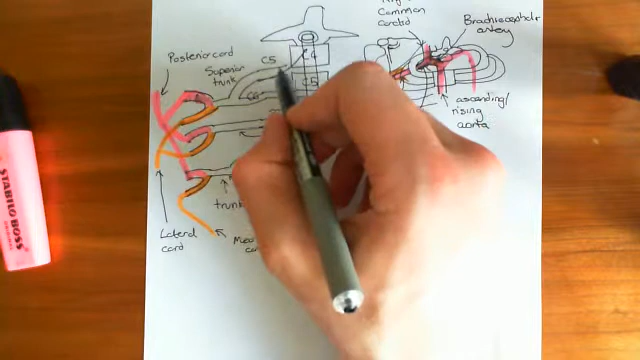 Common
Carotid
Brachiocephalic
artery
Posterior cord
Superior
trunk
C5
C4
C5
C6
ascending/
rising
aorta
trunk
Lateral
cord
STABILO BOSS